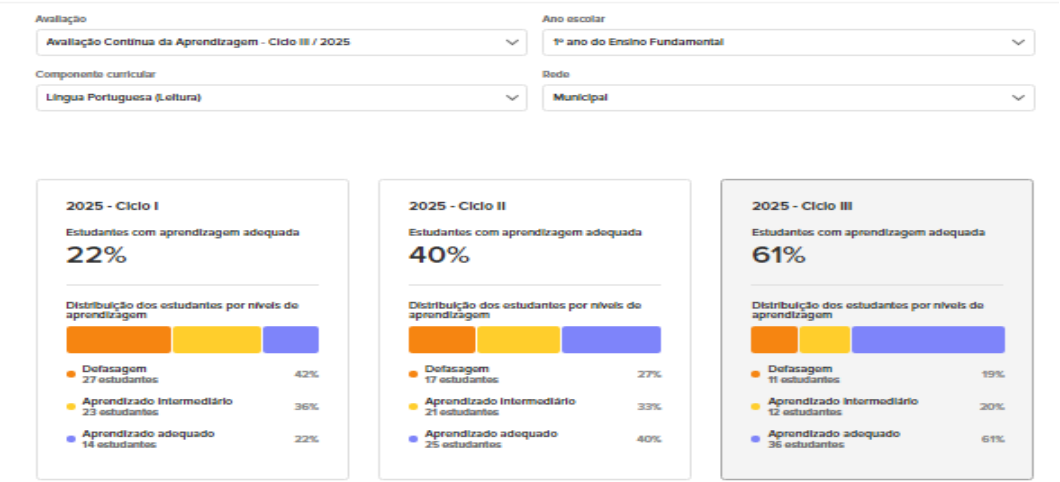 Avaliação
Avaliação Contínua da Aprendizagem - Ciclo III / 2025
Ano escolar
1º ano do Ensino Fundamental
Componente curricular
Língua Portuguesa (Leitura)
Rede
Municipal
2025 - Ciclo I
Estudantes com aprendizagem adequada
22%
Distribuição dos estudantes por níveis de
aprendizagem
Defasagem
27 estudantes
42%
Aprendizado intermediário
23 estudantes
36%
Aprendizado adequado
14 estudantes
22%
2025 - Ciclo II
Estudantes com aprendizagem adequada
40%
Distribuição dos estudantes por níveis de
aprendizagem
Defasagem
17 estudantes
27%
Aprendizado intermediário
21 estudantes
33%
Aprendizado adequado
25 estudantes
40%
2025 - Ciclo III
Estudantes com aprendizagem adequada
61%
Distribuição dos estudantes por níveis de
aprendizagem
Defasagem
11 estudantes
19%
Aprendizado intermediário
12 estudantes
20%
Aprendizado adequado
36 estudantes
61%